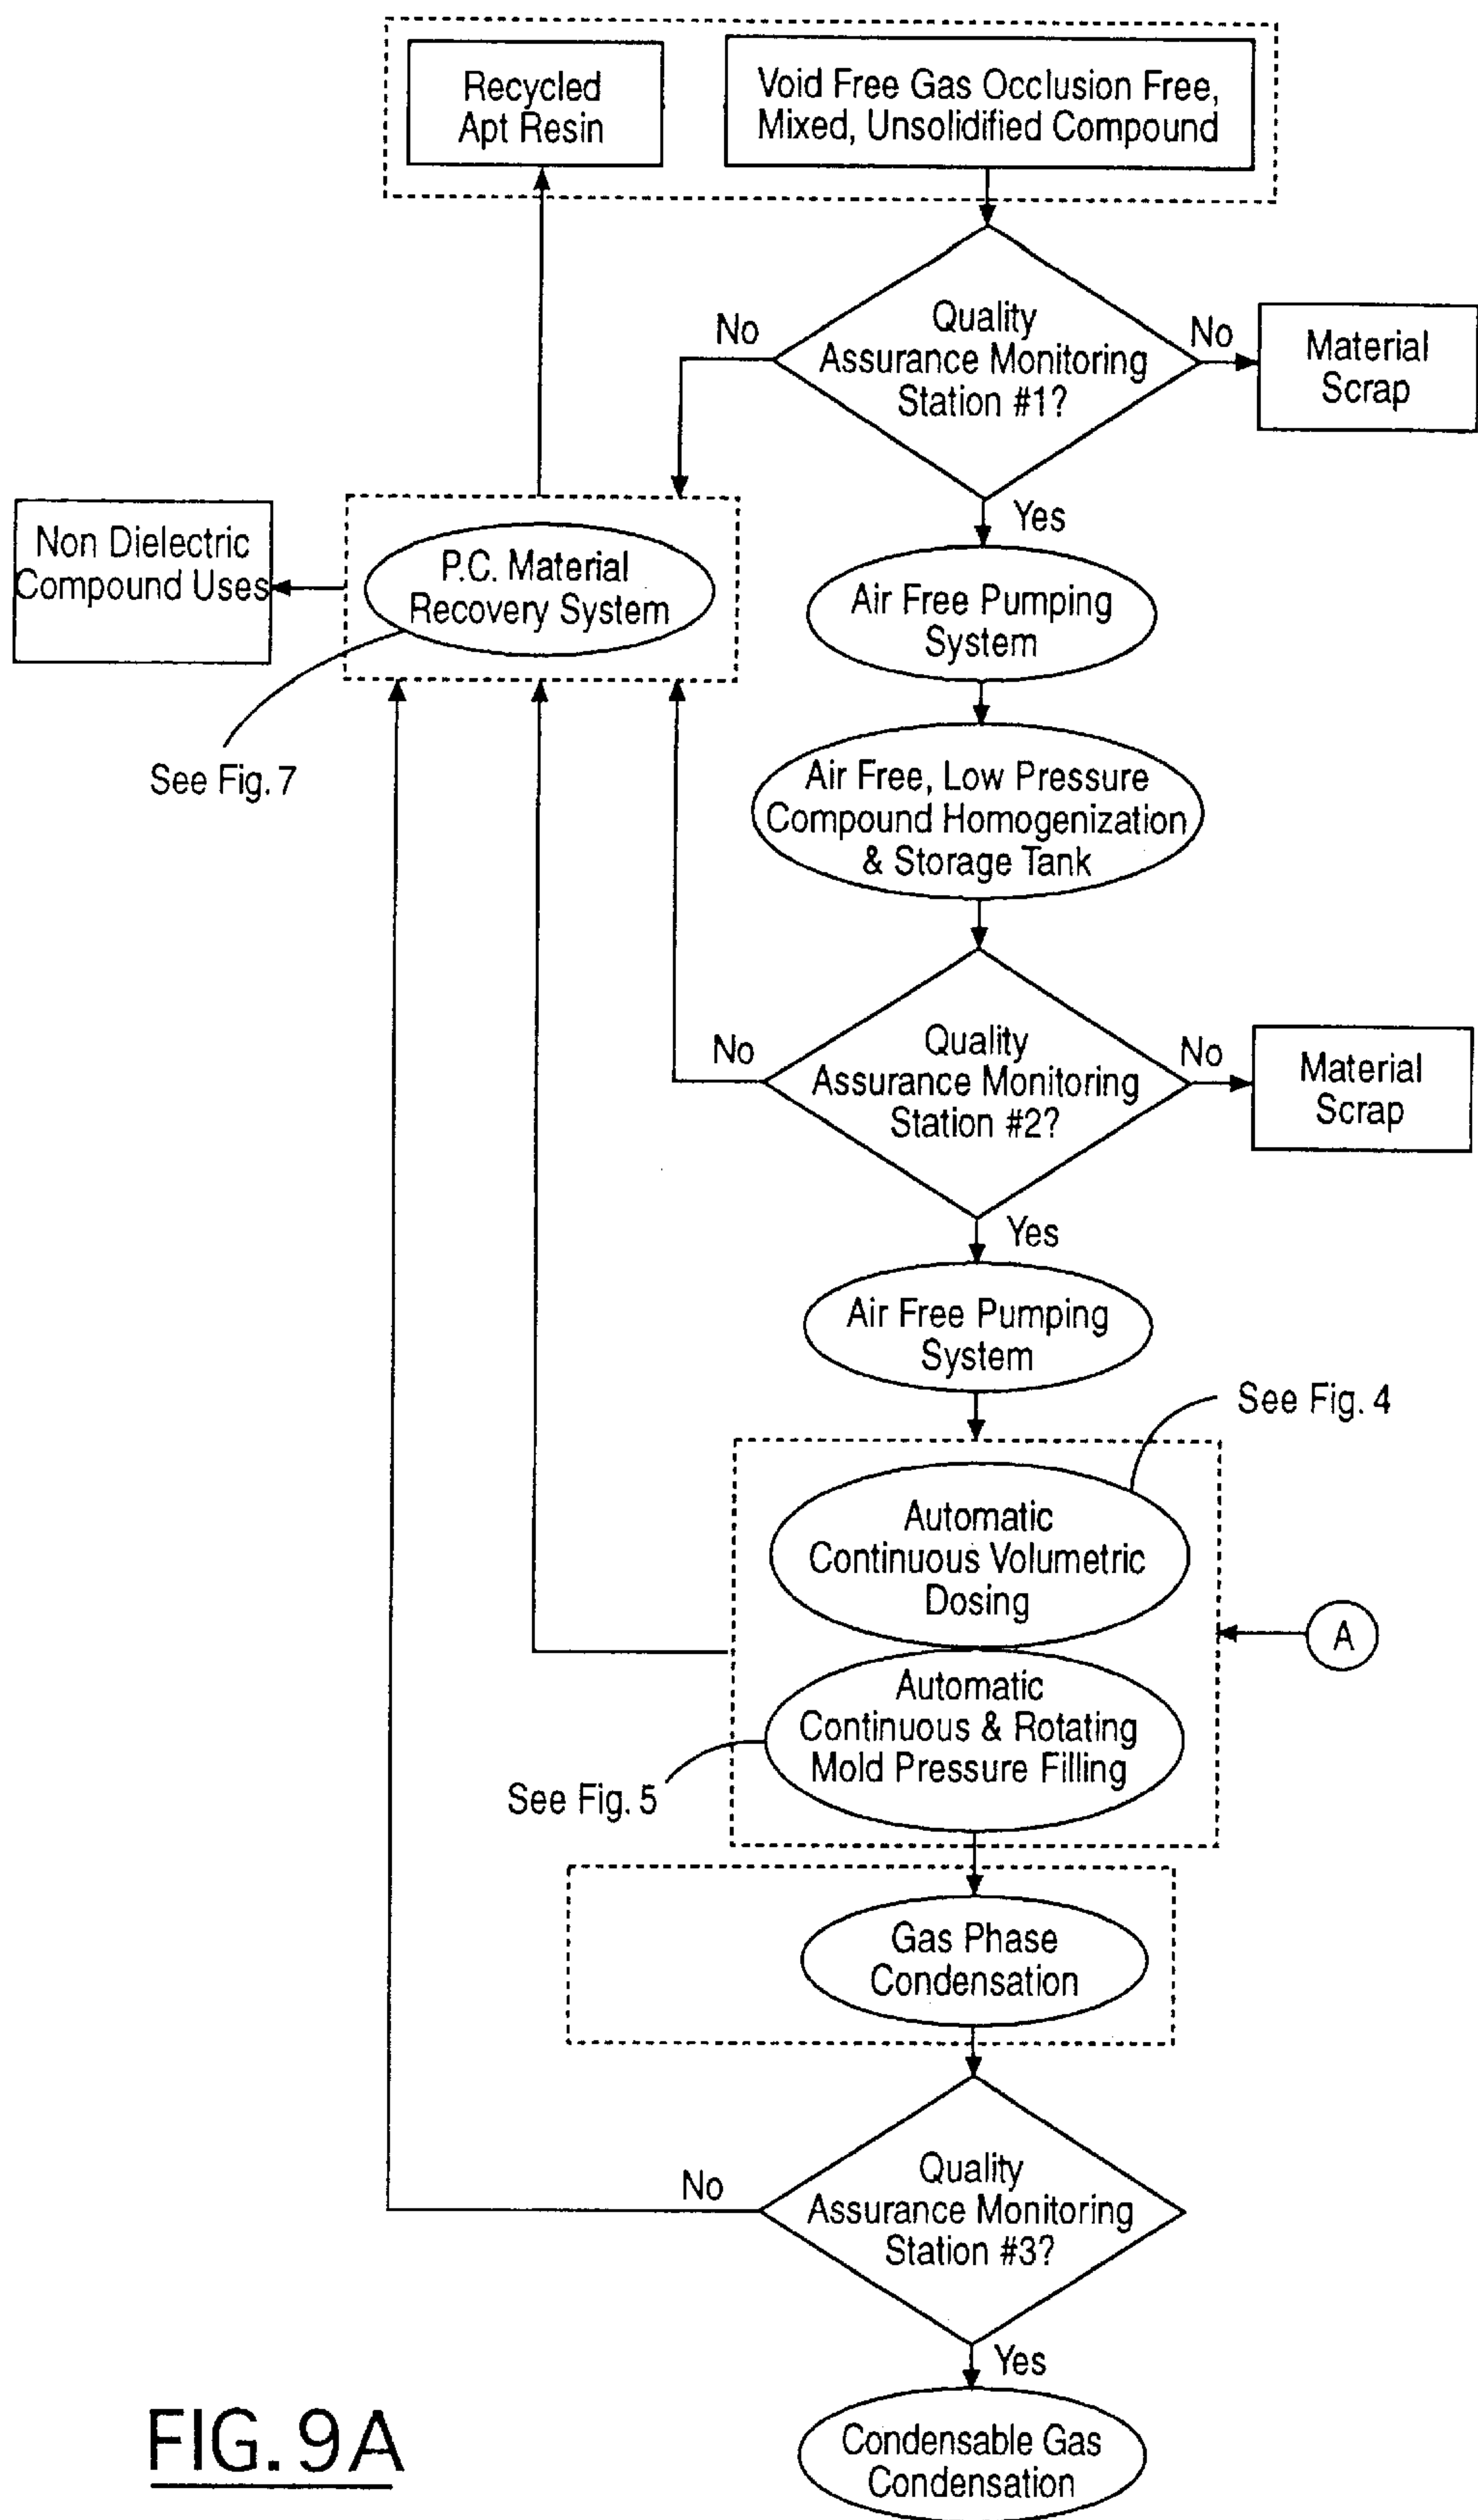 Recycled
Apt Resin
Void Free Gas Occlusion Free,
Mixed, Unsolidified Compound
Quality
Assurance Monitoring
Station #1?
No
No
Material
Scrap
Yes
Non Dielectric
Compound Uses
P.C. Material
Recovery System
Air Free Pumping
System
See Fig. 7
Air Free, Low Pressure
Compound Homogenization
& Storage Tank
Quality
Assurance Monitoring
Station #2?
No
No
Material
Scrap
Yes
Air Free Pumping
System
See Fig. 4
Automatic
Continuous Volumetric
Dosing
A
Automatic
Continuous & Rotating
Mold Pressure Filling
See Fig. 5
Gas Phase
Condensation
Quality
Assurance Monitoring
Station #3?
No
Yes
Condensable Gas
Condensation
FIG. 9A